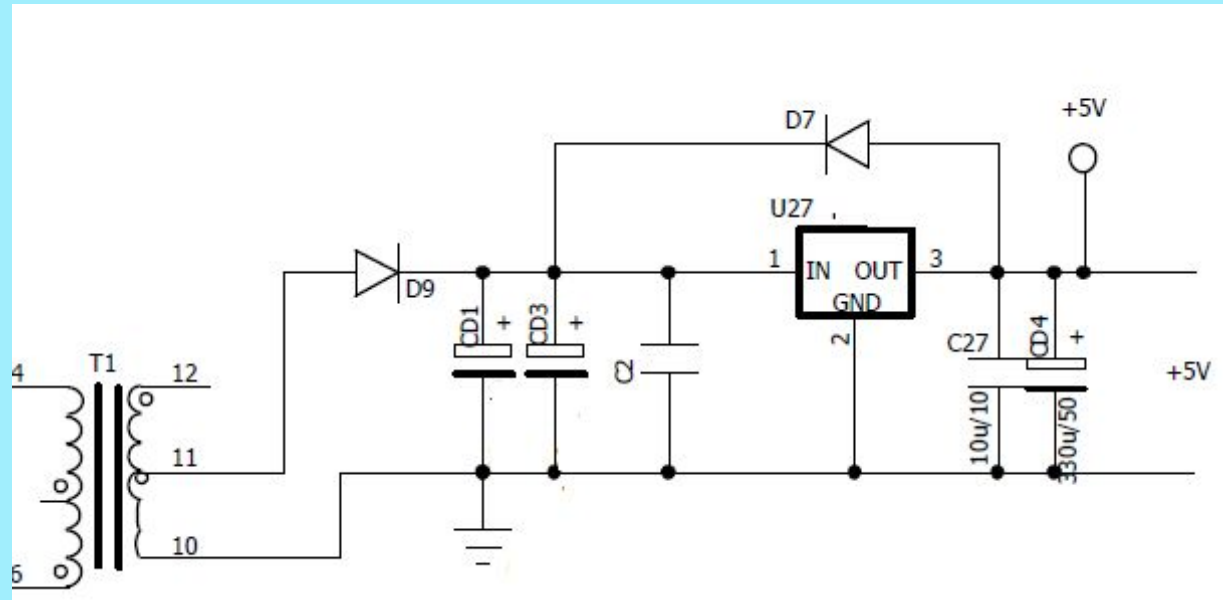 +5V
D7
U27
1
IN OUT
3
GND
2
D9
CD1
+
CD3
+
C2
C27
10u/10
CD4
+
330u/50
+5V
T1
4
12
11
10
6